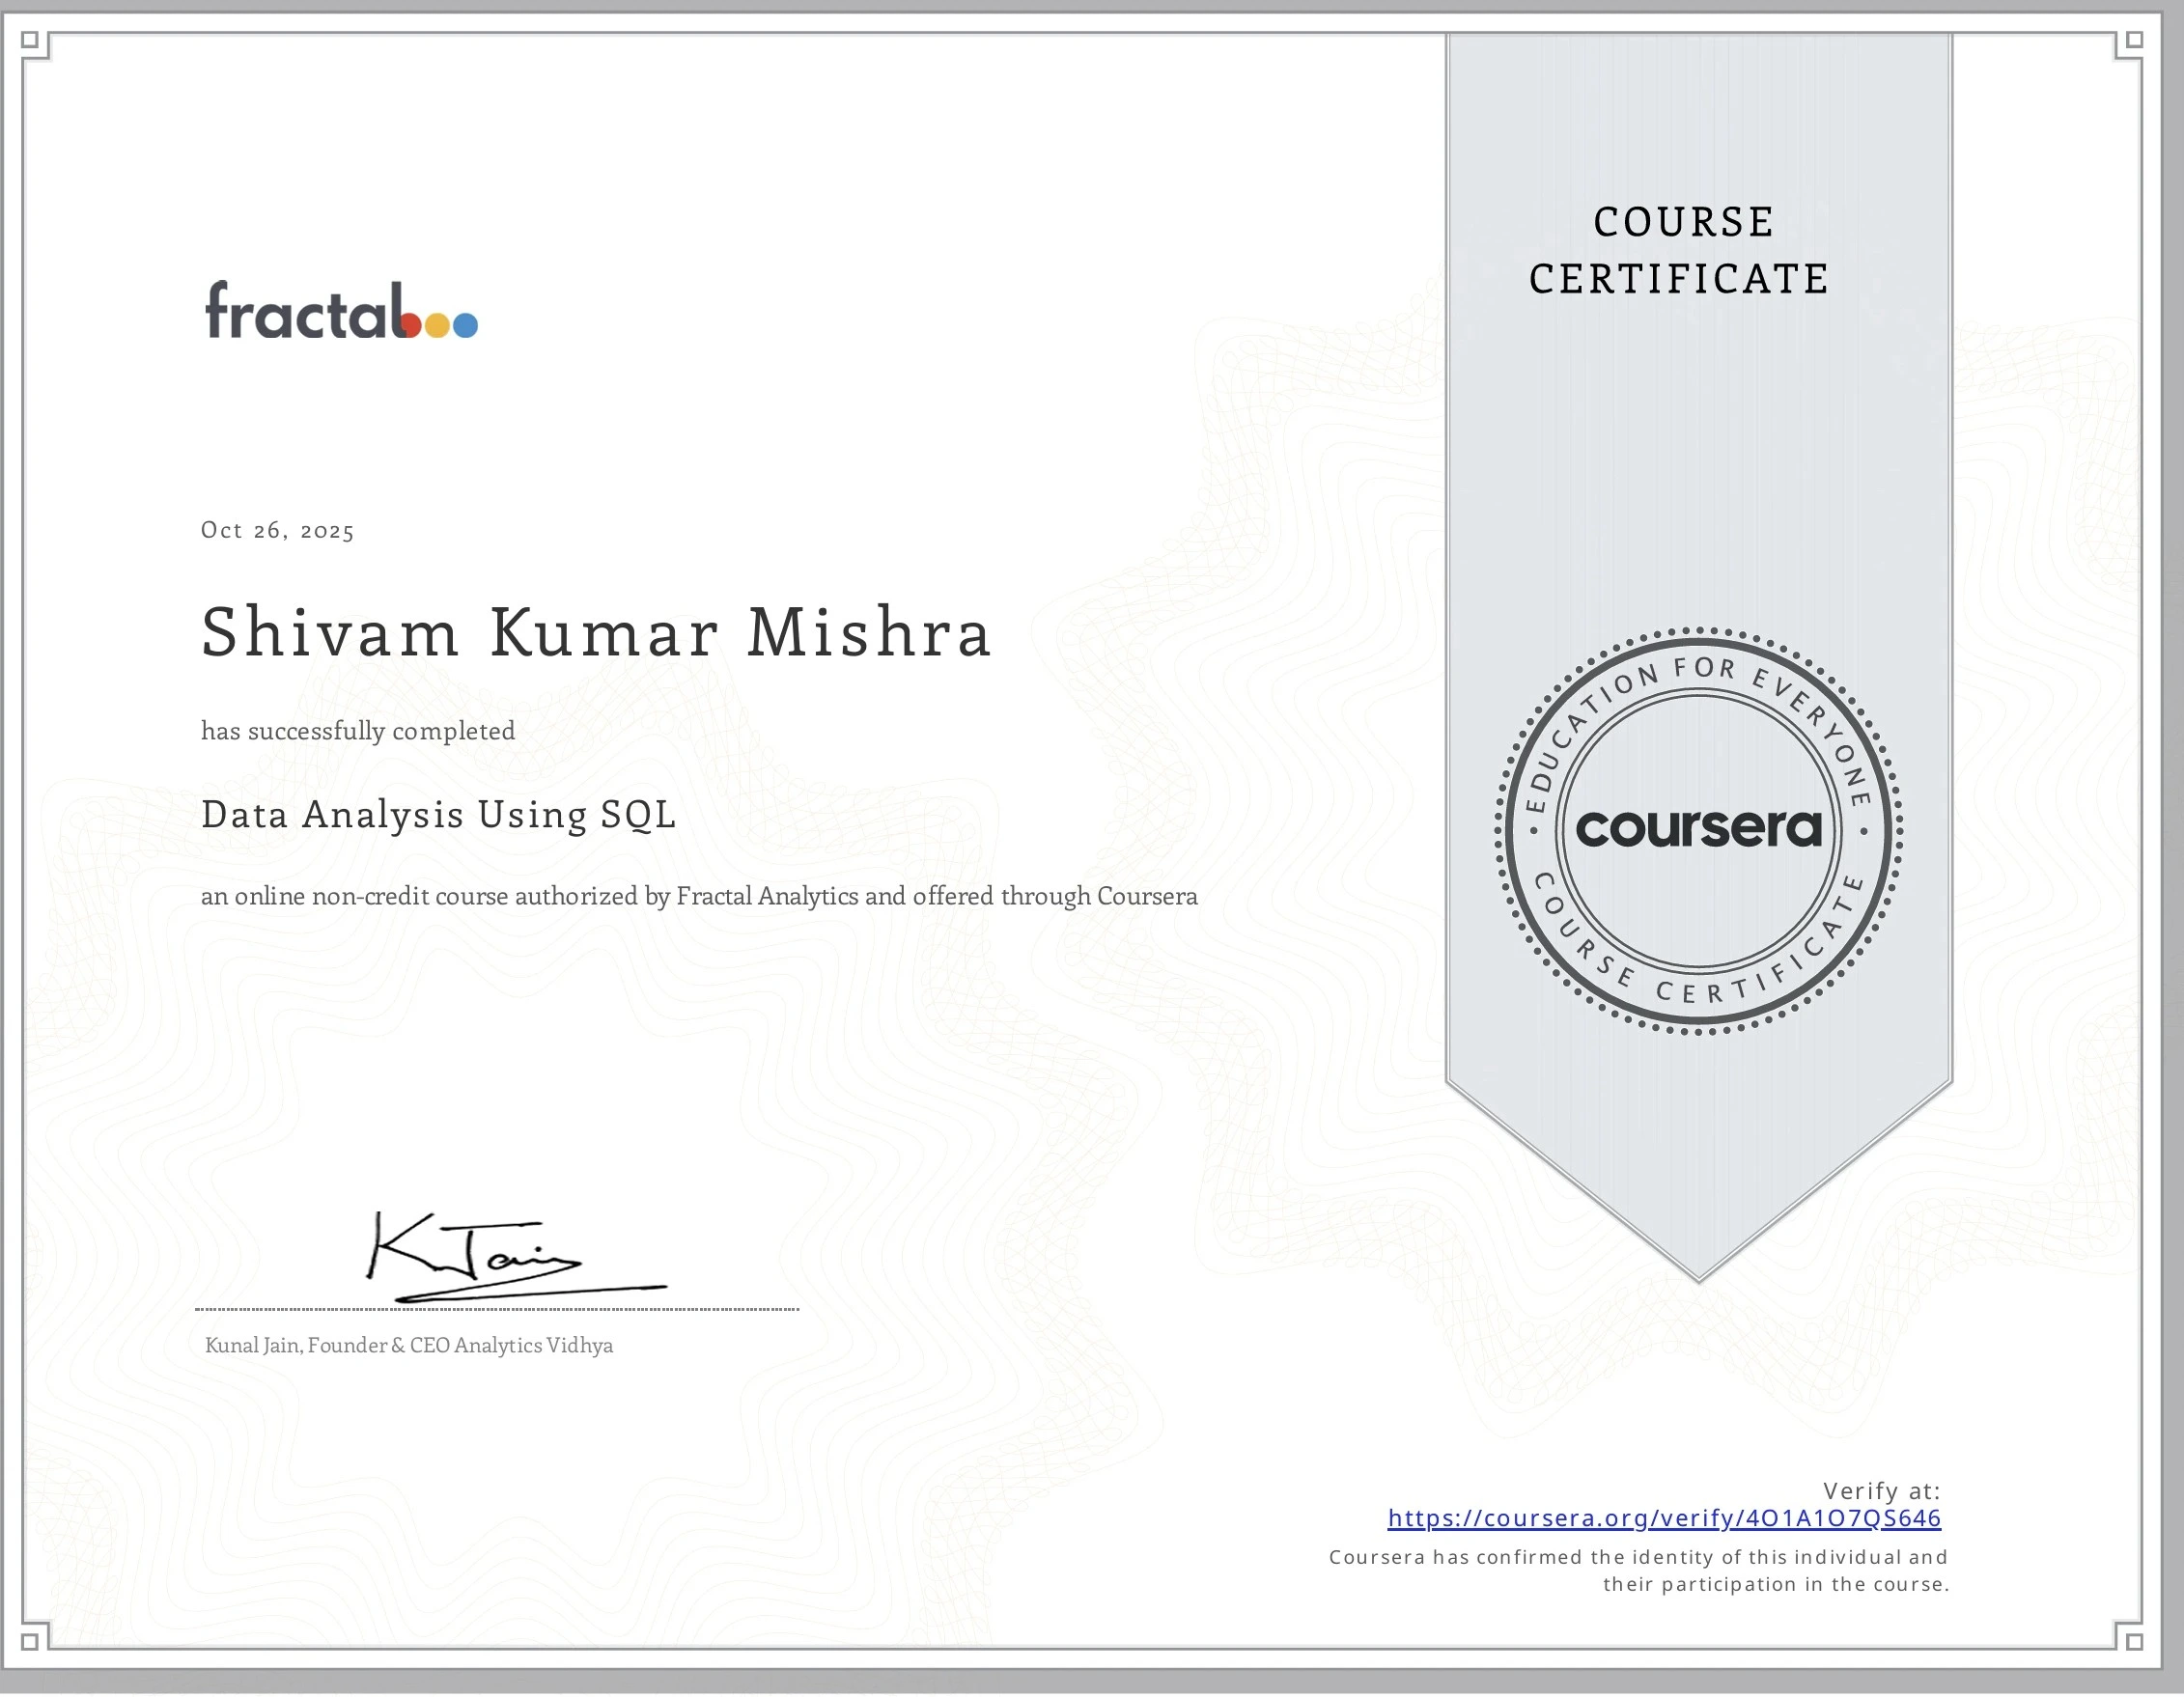 COURSE
CERTIFICATE
fractal
Oct 26, 2025
Shivam Kumar Mishra
has successfully completed
Data Analysis Using SQL
an online non-credit course authorized by Fractal Analytics and offered through Coursera
EDUCATION FOR EVERYONE
coursera
COURSE CERTIFICATE
K Jain
Kunal Jain, Founder & CEO Analytics Vidhya
Verify at:
https://coursera.org/verify/4O1A1O7QS646
Coursera has confirmed the identity of this individual and
their participation in the course.